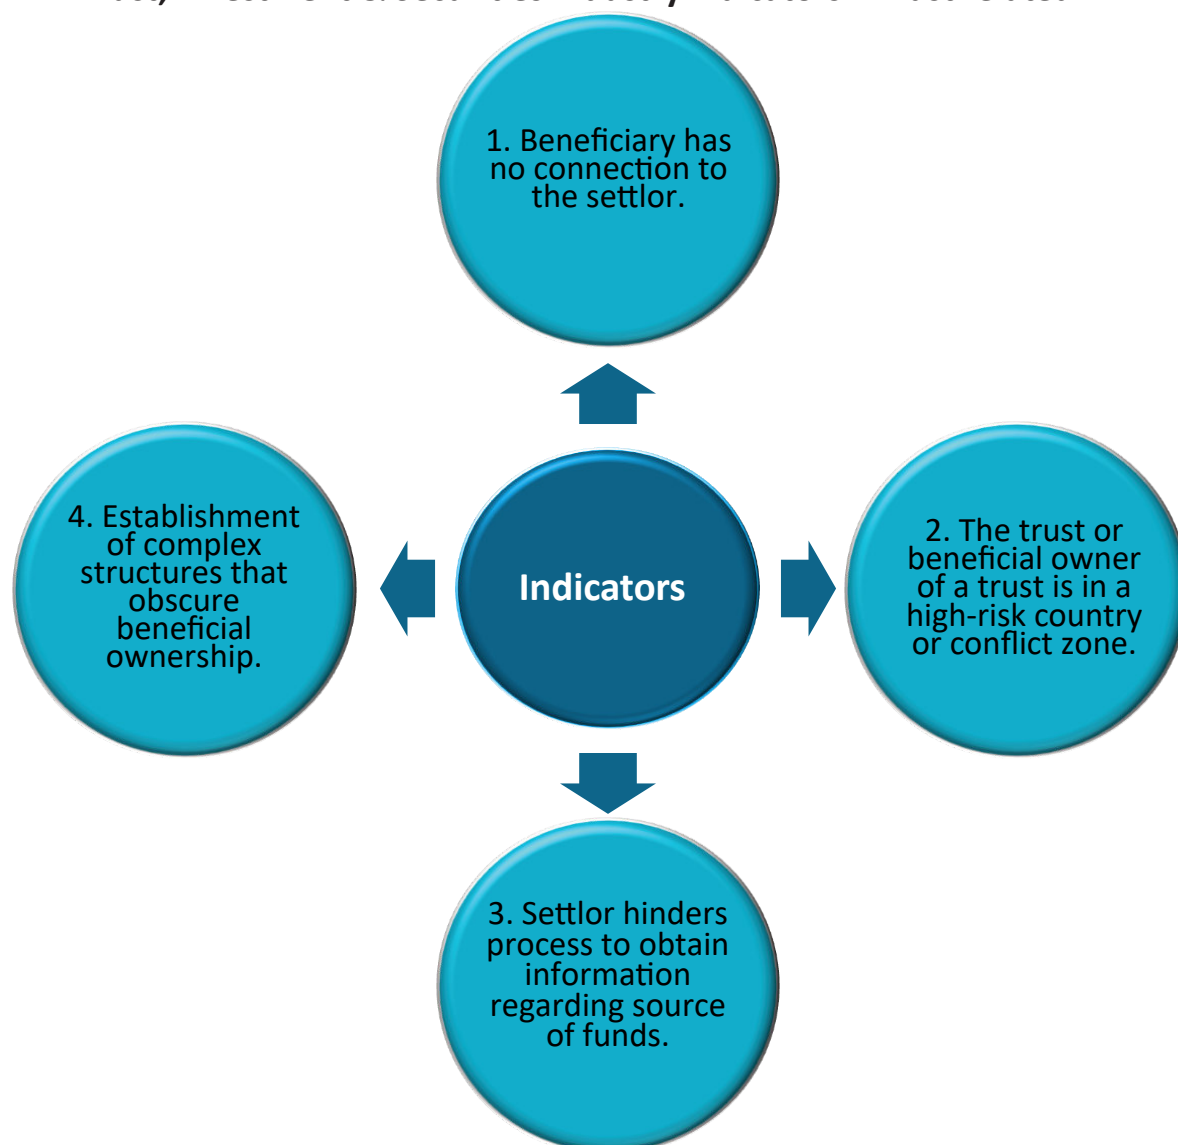 1. Beneficiary has
no connection to
the settlor.
4. Establishment
of complex
structures that
obscure
beneficial
ownership.
Indicators
2. The trust or
beneficial owner
of a trust is in a
high-risk country
or conflict zone.
3. Settlor hinders
process to obtain
information
regarding source
of funds.